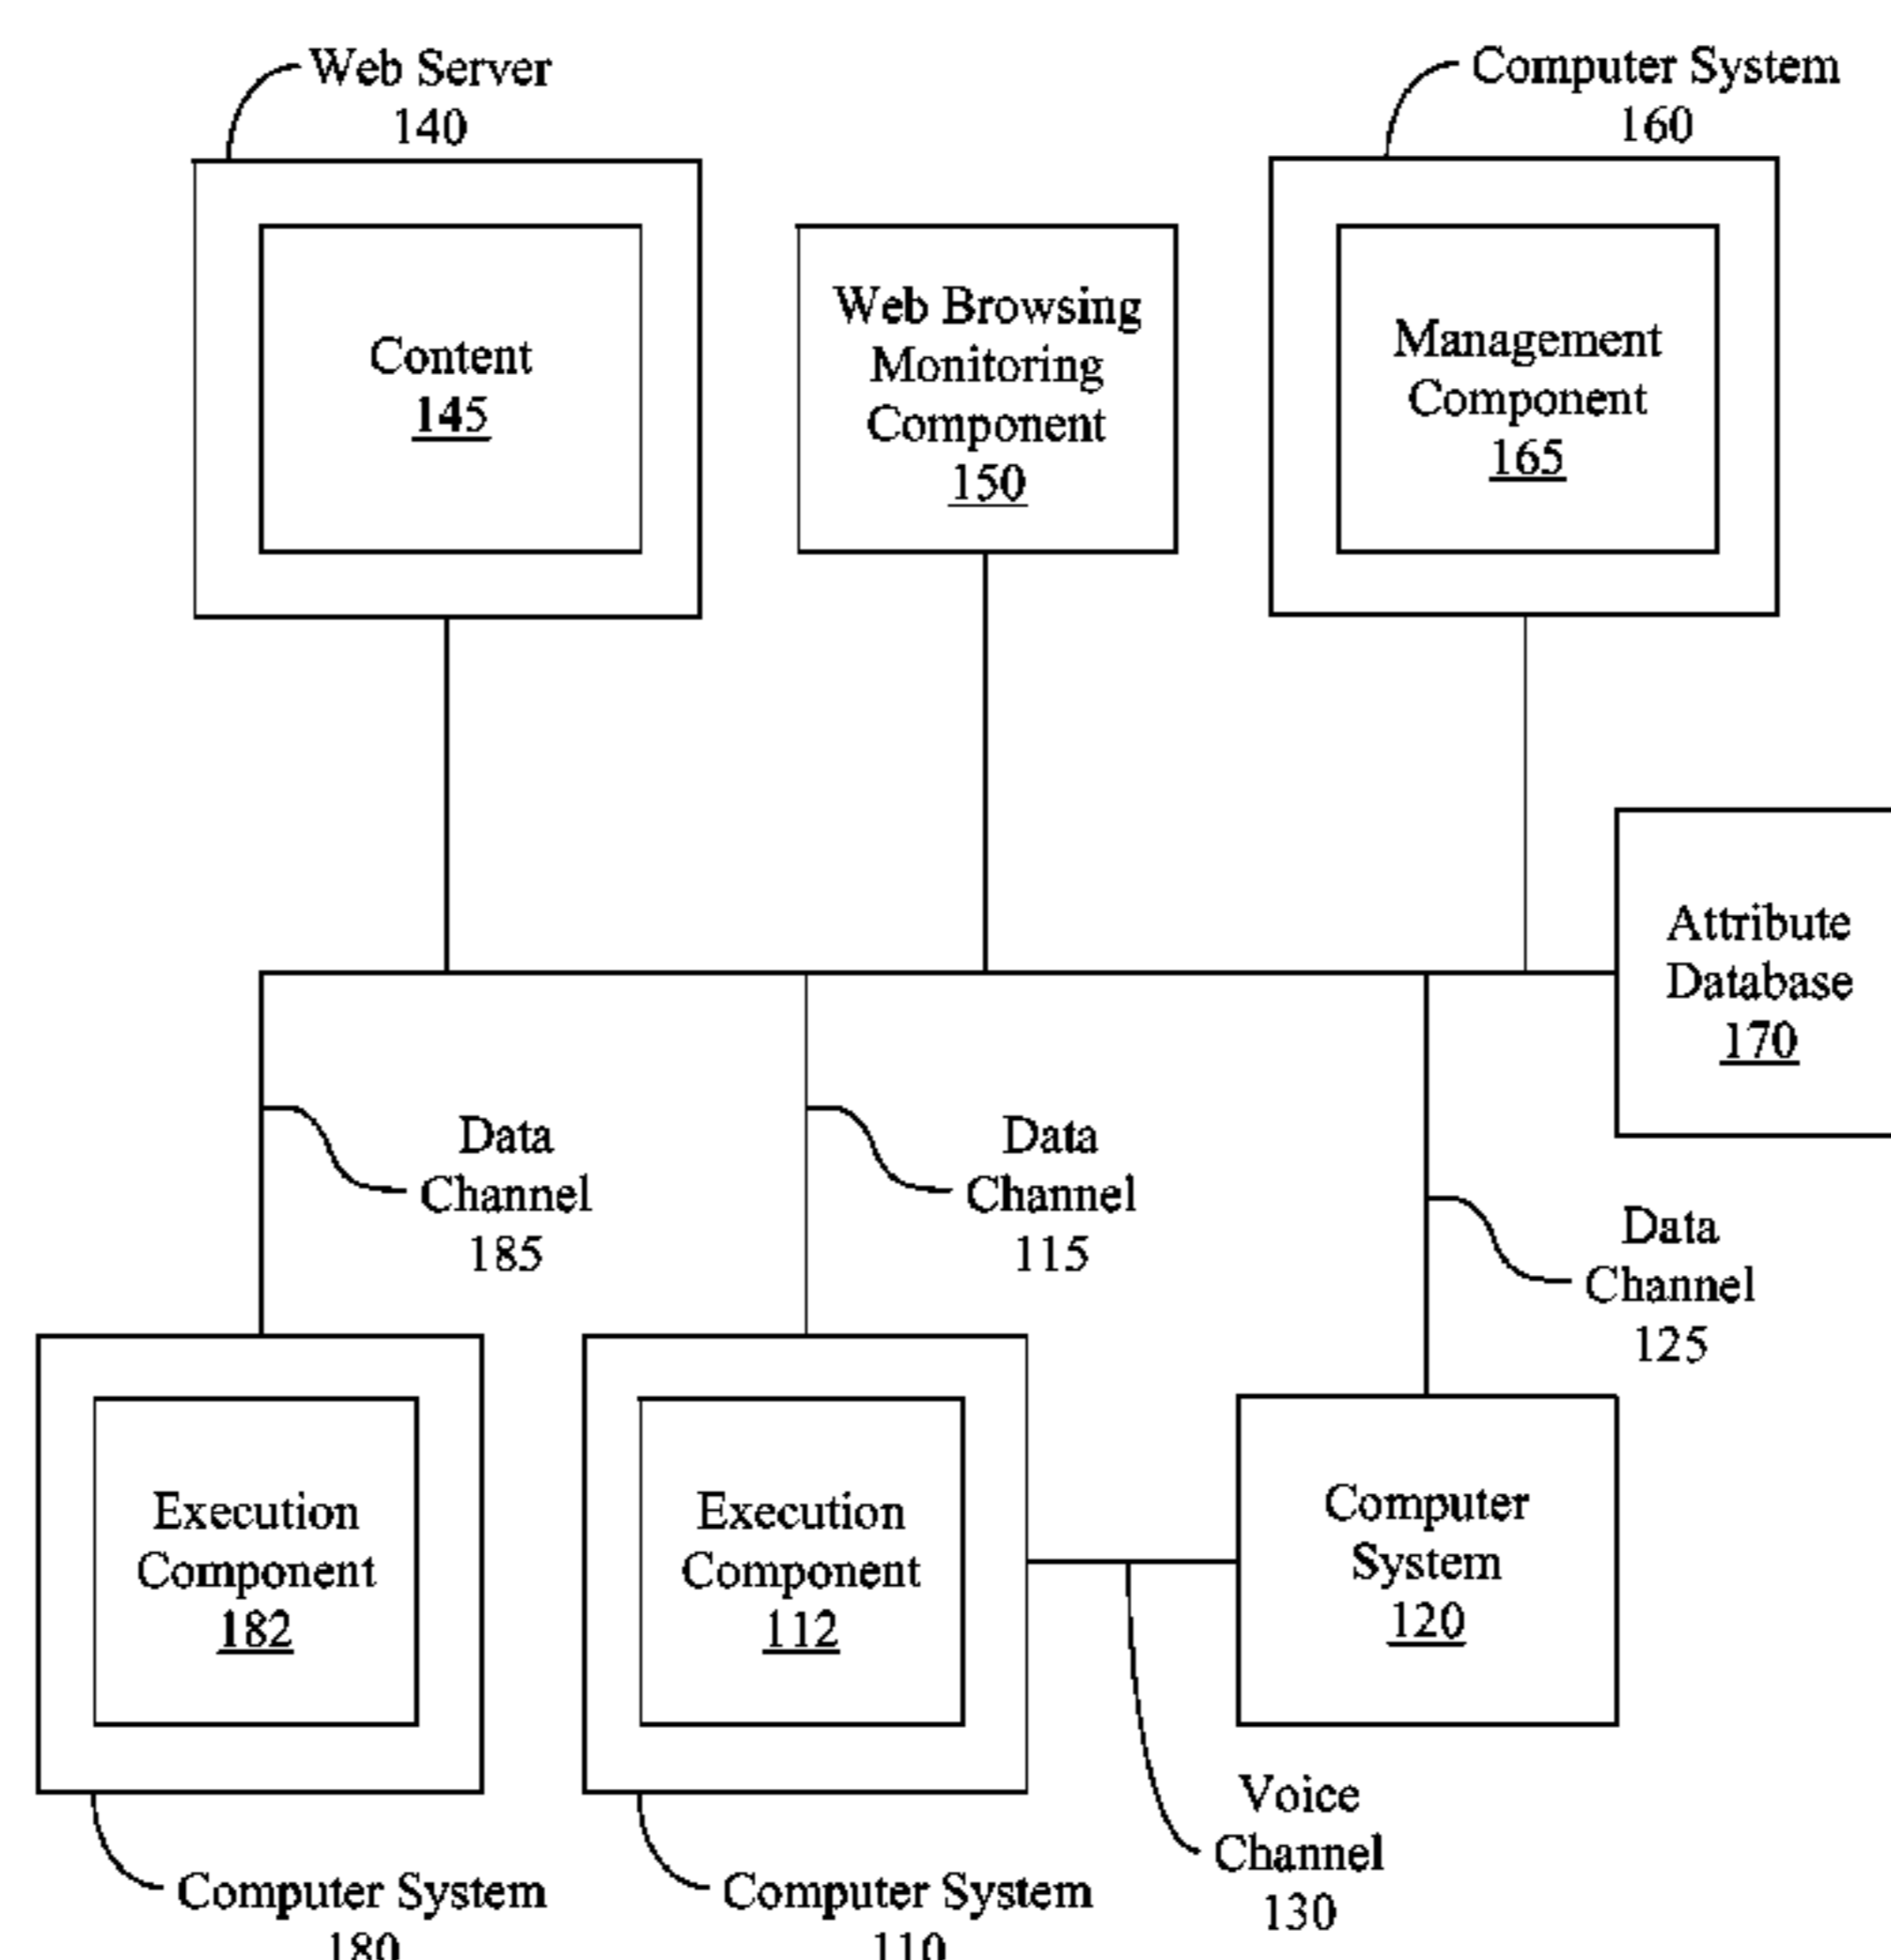 Web Server
140
Computer System
160
Content
145
Web Browsing
Monitoring
Component
150
Management
Component
165
Attribute
Database
170
Data
Channel
185
Data
Channel
115
Data
Channel
125
Execution
Component
182
Execution
Component
112
Computer
System
120
Voice
Channel
130
Computer System
180
Computer System
110